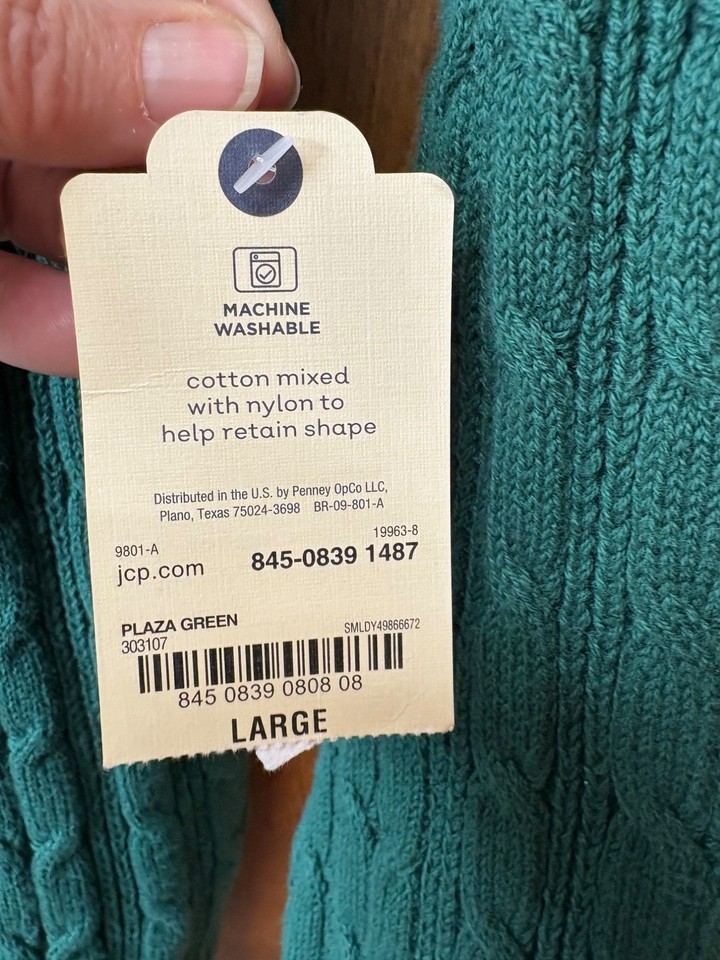 MACHINE
WASHABLE
cotton mixed
with nylon to
help retain shape
Distributed in the U.S. by Penney OpCo LLC,
Plano, Texas 75024-3698 BR-09-801-A
9801-A 19963-8
jcp.com 845-0839 1487
PLAZA GREEN
303107 SMLDY49866672
845 0839 0808 08
LARGE